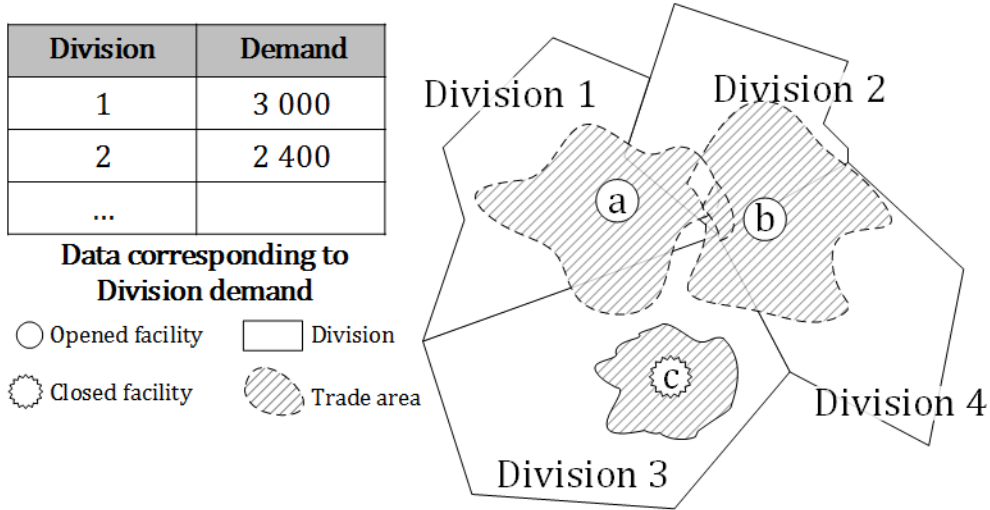 Division Demand
1 3 000
2 2 400
...
Data corresponding to
Division demand
Opened facility
Division
Closed facility
Trade area
Division 1
Division 2
a
b
c
Division 4
Division 3